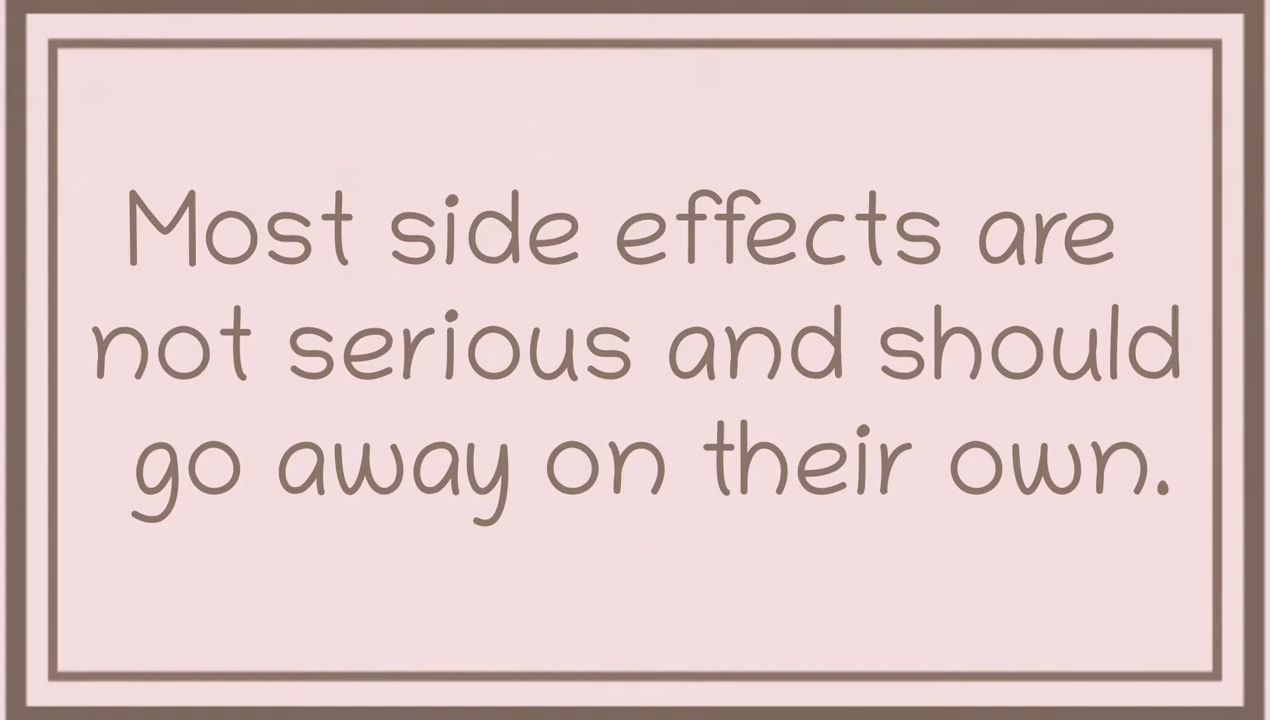 Most side effects are
not serious and should
go away on their own.